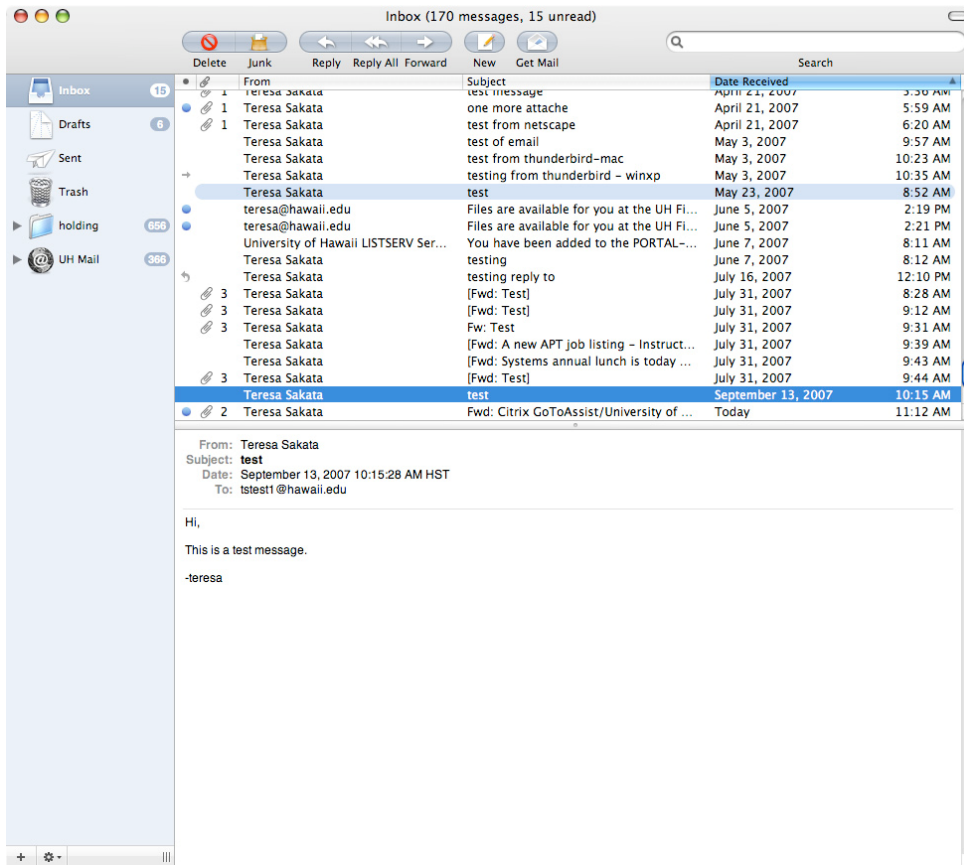 Inbox (170 messages, 15 unread)
Delete Junk Reply Reply All Forward New Get Mail Search
Inbox 15
Drafts 6
Sent
Trash
holding 656
UH Mail 366
From Subject Date Received
1 Teresa Sakata test message April 21, 2007 5:56 AM
1 Teresa Sakata one more attache April 21, 2007 5:59 AM
1 Teresa Sakata test from netscape April 21, 2007 6:20 AM
Teresa Sakata test of email May 3, 2007 9:57 AM
Teresa Sakata test from thunderbird-mac May 3, 2007 10:23 AM
Teresa Sakata testing from thunderbird - winxp May 3, 2007 10:35 AM
Teresa Sakata test May 23, 2007 8:52 AM
teresa@hawaii.edu Files are available for you at the UH Fi... June 5, 2007 2:19 PM
teresa@hawaii.edu Files are available for you at the UH Fi... June 5, 2007 2:21 PM
University of Hawaii LISTSERV Ser... You have been added to the PORTAL-... June 7, 2007 8:11 AM
Teresa Sakata testing June 7, 2007 8:12 AM
Teresa Sakata testing reply to July 16, 2007 12:10 PM
3 Teresa Sakata [Fwd: Test] July 31, 2007 8:28 AM
3 Teresa Sakata [Fwd: Test] July 31, 2007 9:12 AM
3 Teresa Sakata Fw: Test July 31, 2007 9:31 AM
Teresa Sakata [Fwd: A new APT job listing - Instruct... July 31, 2007 9:39 AM
Teresa Sakata [Fwd: Systems annual lunch is today ... July 31, 2007 9:43 AM
3 Teresa Sakata [Fwd: Test] July 31, 2007 9:44 AM
Teresa Sakata test September 13, 2007 10:15 AM
2 Teresa Sakata Fwd: Citrix GoToAssist/University of ... Today 11:12 AM
From: Teresa Sakata
Subject: test
Date: September 13, 2007 10:15:28 AM HST
To: tstest1@hawaii.edu
Hi,
This is a test message.
-teresa